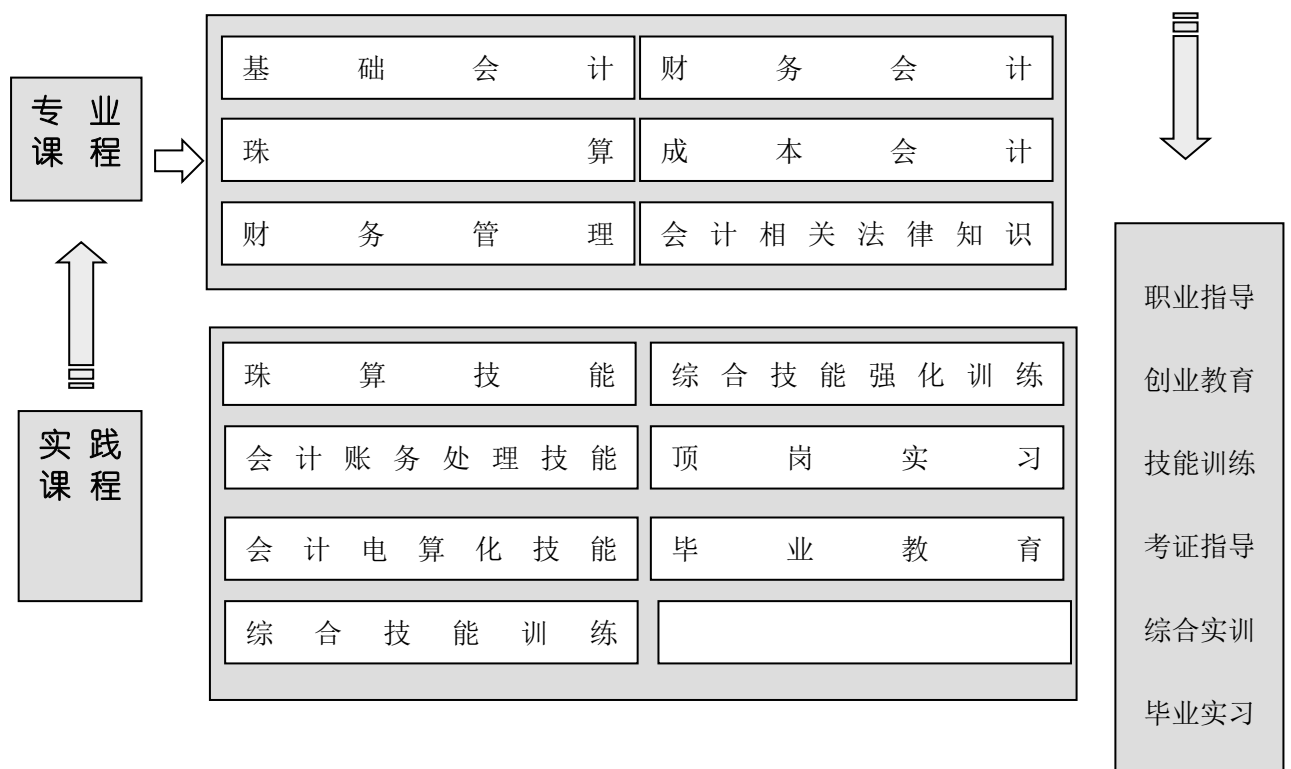 专 业
课 程
基 础 会 计
财 务 会 计
珠 算
成 本 会 计
财 务 管 理
会 计 相 关 法 律 知 识
实 践
课 程
珠 算 技 能
综 合 技 能 强 化 训 练
会 计 账 务 处 理 技 能
顶 岗 实 习
会 计 电 算 化 技 能
毕 业 教 育
综 合 技 能 训 练
职业指导
创业教育
技能训练
考证指导
综合实训
毕业实习